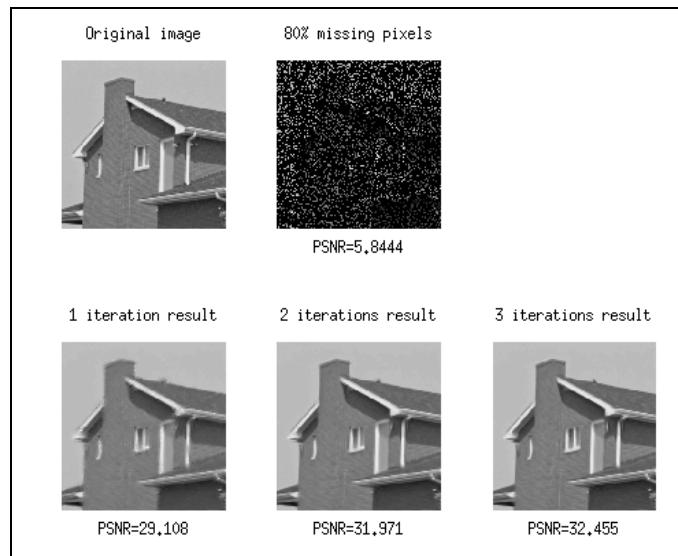 Original image
80% missing pixels
PSNR=5.8444
1 iteration result
2 iterations result
3 iterations result
PSNR=29.108
PSNR=31.971
PSNR=32.455